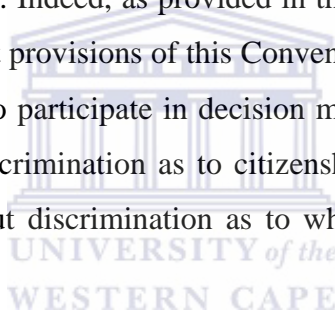 . Indeed, as provided in th
provisions of this Conven
participate in decision m
crimination as to citizensh
t discrimination as to wh
UNIVERSITY of the
WESTERN CAPE